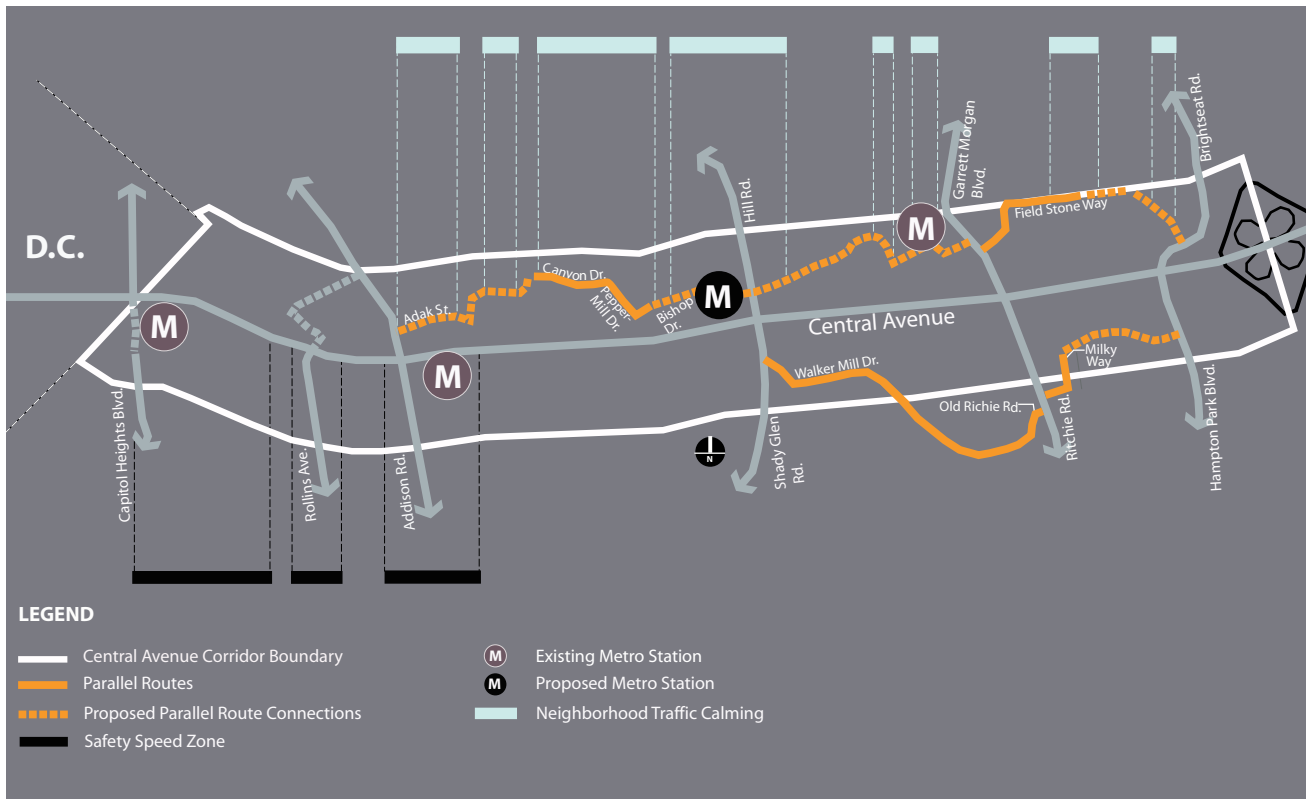 Brightseat Rd.
Garrett Morgan
Blvd.
Hill Rd.
Field Stone Way
D.C.
M
Canyon Dr.
Pepper-
Mill Dr.
Bishop
Dr.
M
Adak St.
M
Central Avenue
M
Walker Mill Dr.
Milky
Way
Old Richie Rd.
Ritchie Rd.
Hampton Park Blvd.
Capitol Heights Blvd.
Rollins Ave.
Addison Rd.
N
Shady Glen
Rd.
LEGEND
Central Avenue Corridor Boundary
Parallel Routes
Proposed Parallel Route Connections
Safety Speed Zone
M Existing Metro Station
M Proposed Metro Station
Neighborhood Traffic Calming